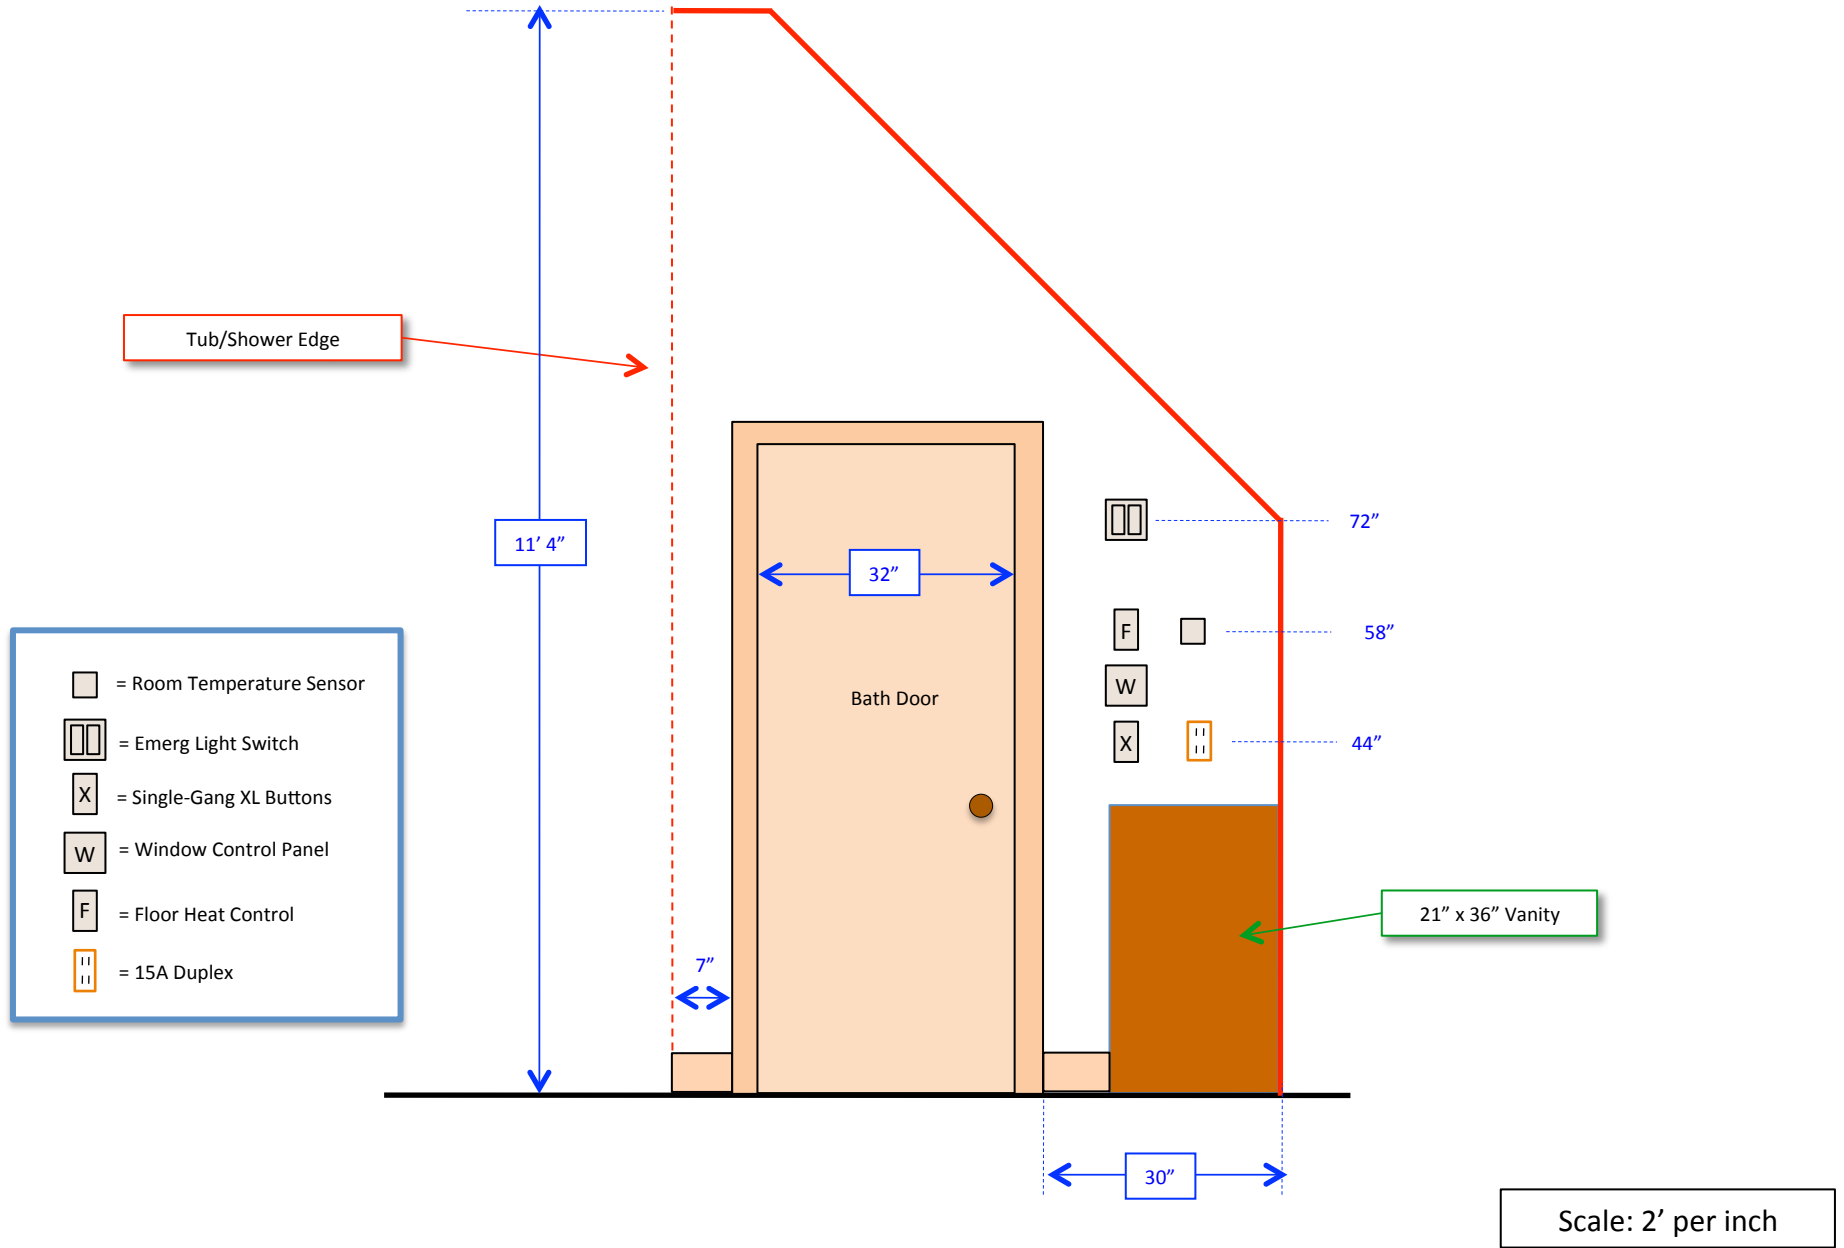 Tub/Shower Edge
11’ 4”
32”
72”
F
58”
W
Bath Door
X
44”
= Room Temperature Sensor
= Emerg Light Switch
X = Single-Gang XL Buttons
W = Window Control Panel
F = Floor Heat Control
= 15A Duplex
21” x 36” Vanity
7”
30”
Scale: 2’ per inch